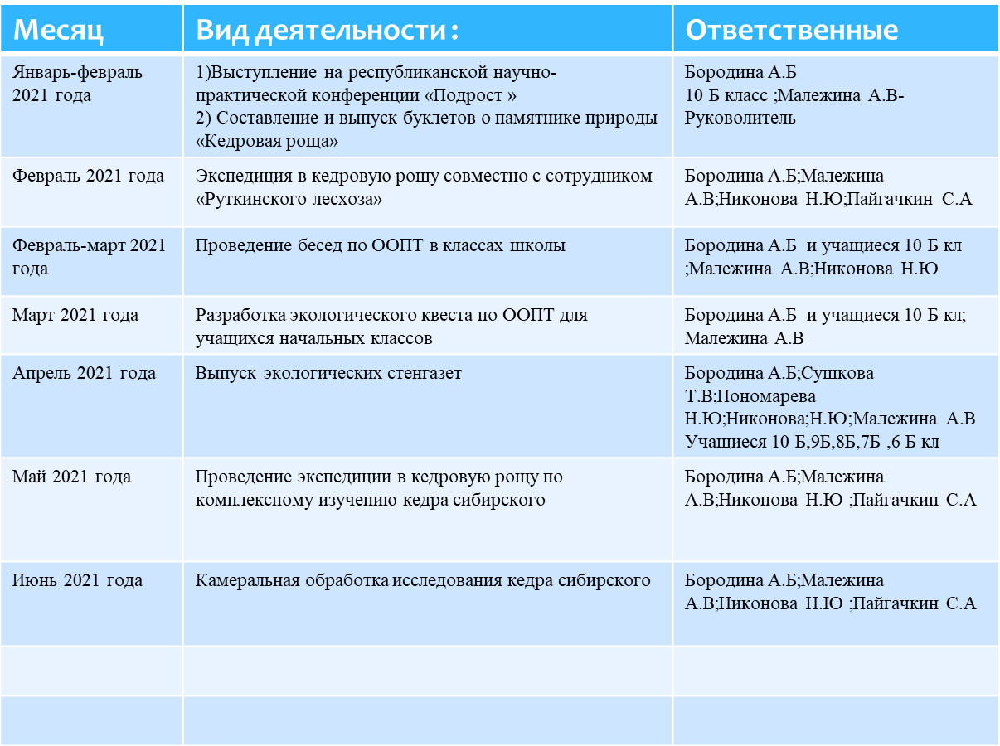 Месяц
Вид деятельности :
Ответственные
Январь-февраль
2021 года
1)Выступление на республиканской научно-
практической конференции «Подрост »
2) Составление и выпуск буклетов о памятнике природы
«Кедровая роща»
Бородина А.Б
10 Б класс ;Малежина А.В-
Руковолитель
Февраль 2021 года
Экспедиция в кедровую рощу совместно с сотрудником
«Руткинского лесхоза»
Бородина А.Б;Малежина
А.В;Никонова Н.Ю;Пайгачкин С.А
Февраль-март 2021
года
Проведение бесед по ООПТ в классах школы
Бородина А.Б и учащиеся 10 Б кл
;Малежина А.В;Никонова Н.Ю
Март 2021 года
Разработка экологического квеста по ООПТ для
учащихся начальных классов
Бородина А.Б и учащиеся 10 Б кл;
Малежина А.В
Апрель 2021 года
Выпуск экологических стенгазет
Бородина А.Б;Сушкова
Т.В;Пономарева
Н.Ю;Никонова;Н.Ю;Малежина А.В
Учащиеся 10 Б,9Б,8Б,7Б ,6 Б кл
Май 2021 года
Проведение экспедиции в кедровую рощу по
комплексному изучению кедра сибирского
Бородина А.Б;Малежина
А.В;Никонова Н.Ю ;Пайгачкин С.А
Июнь 2021 года
Камеральная обработка исследования кедра сибирского
Бородина А.Б;Малежина
А.В;Никонова Н.Ю ;Пайгачкин С.А